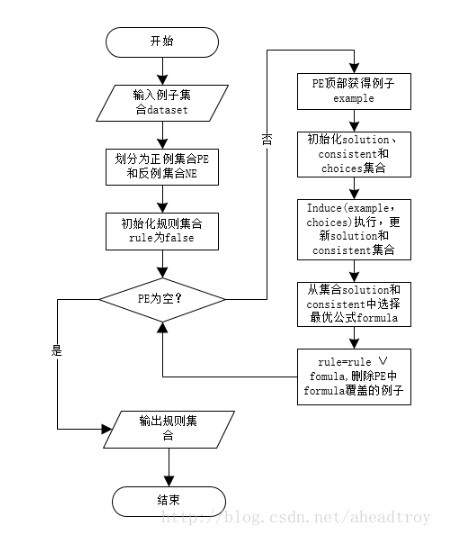 开始
输入例子集
合dataset
划分为正例集合PE
和反例集合NE
初始化规则集合
rule为false
PE为空？
是
否
PE顶部获得例子
example
初始化solution、
consistent和
choices集合
Induce(example，
choices)执行，更
新solution和
consistent集合
从集合solution和
consistent中选择
最优公式formula
rule=rule ∨
fomula,删除PE中
formula覆盖的例子
输出规则集
合
结束
http://blog.csdn.net/aheadtroy